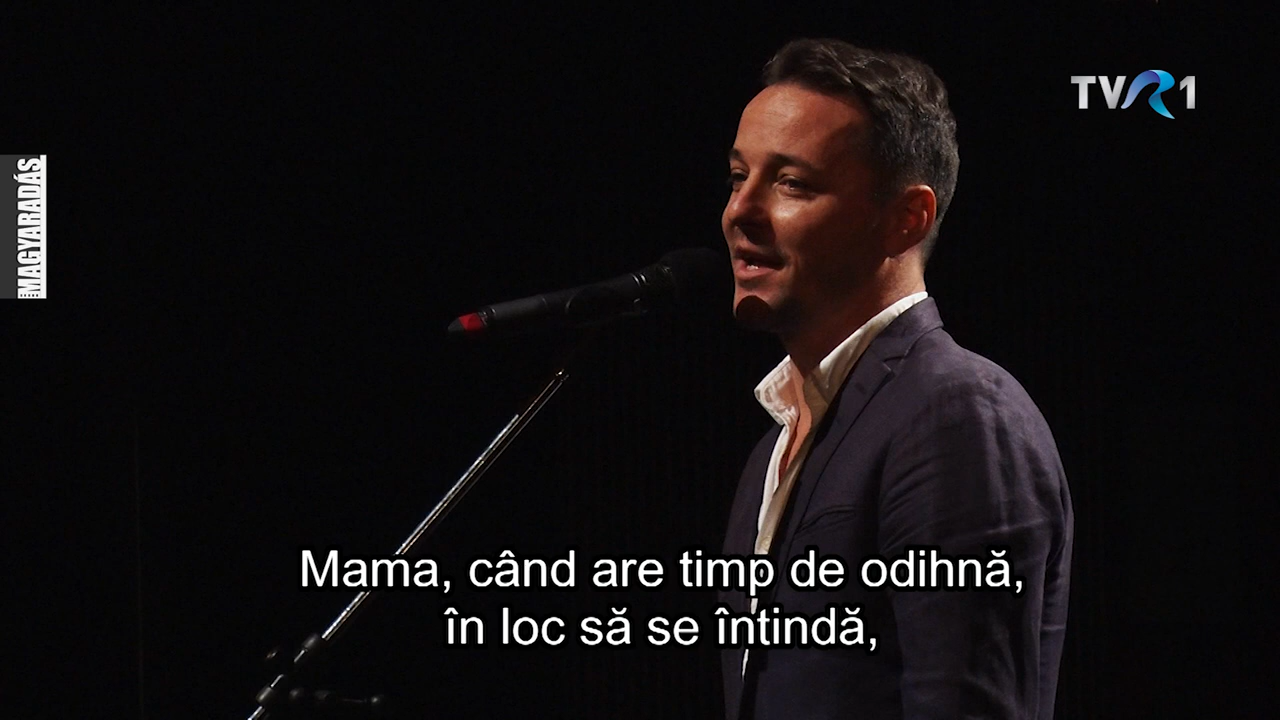 TVR1
MAGYARADÁS
Mama, când are timp de odihnă,
în loc să se întindă,